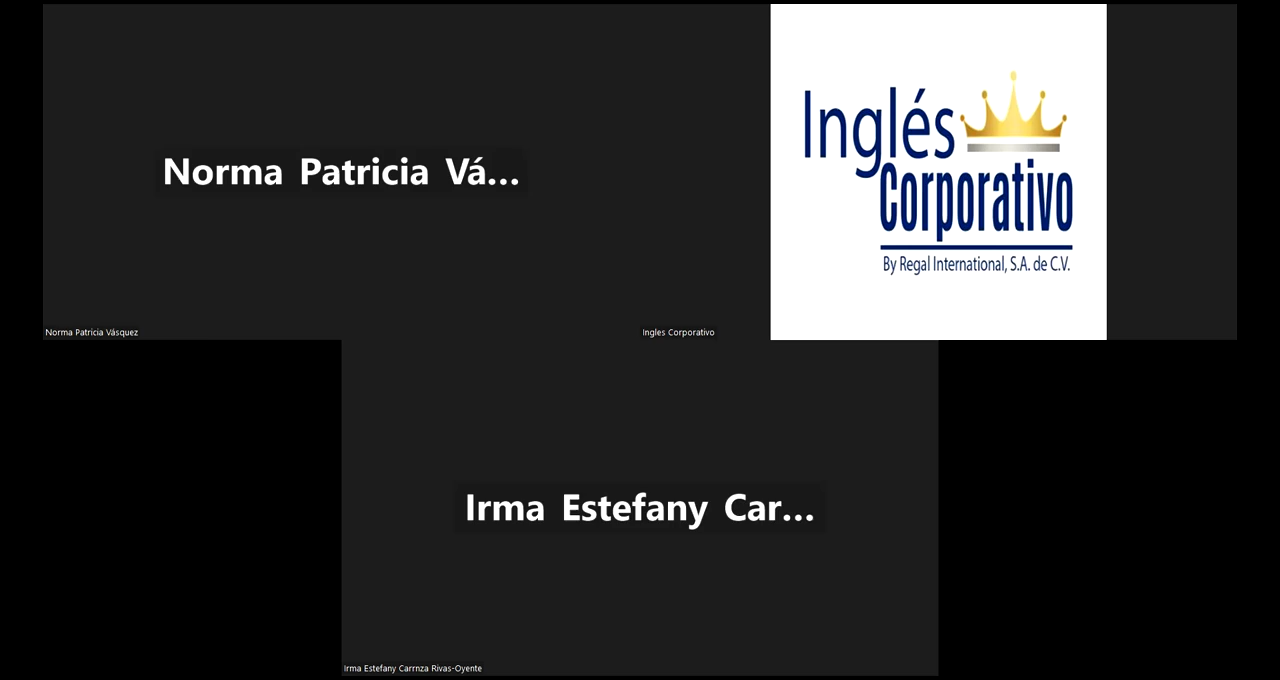 Norma Patricia Vá...
Norma Patricia Vásquez
Inglés
Corporativo
By Regal International, S.A. de C.V.
Ingles Corporativo
Irma Estefany Car...
Irma Estefany Carrnza Rivas-Oyente